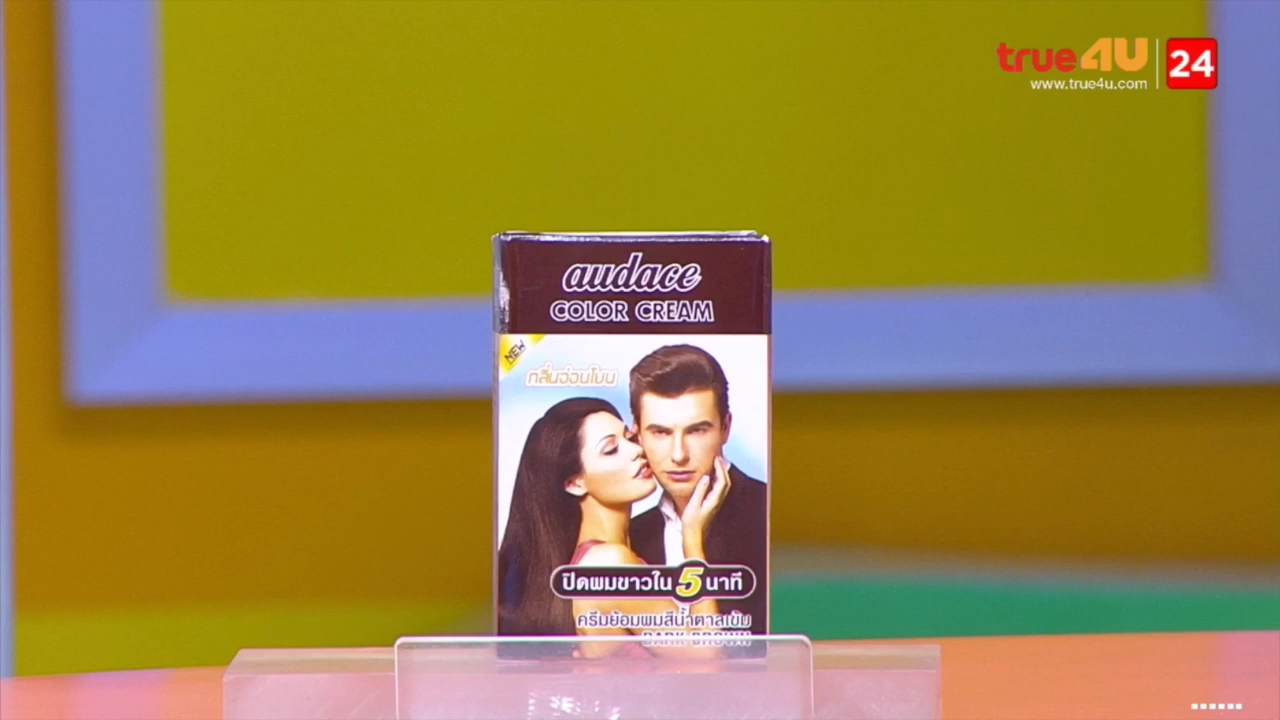 true4U 24
www.true4u.com
audace
COLOR CREAM
NEW
กลิ่นอ่อนโยน
ปิดผมขาวใน 5 นาที
ครีมย้อมผมสีน้ำตาลเข้ม
DARK BROWN